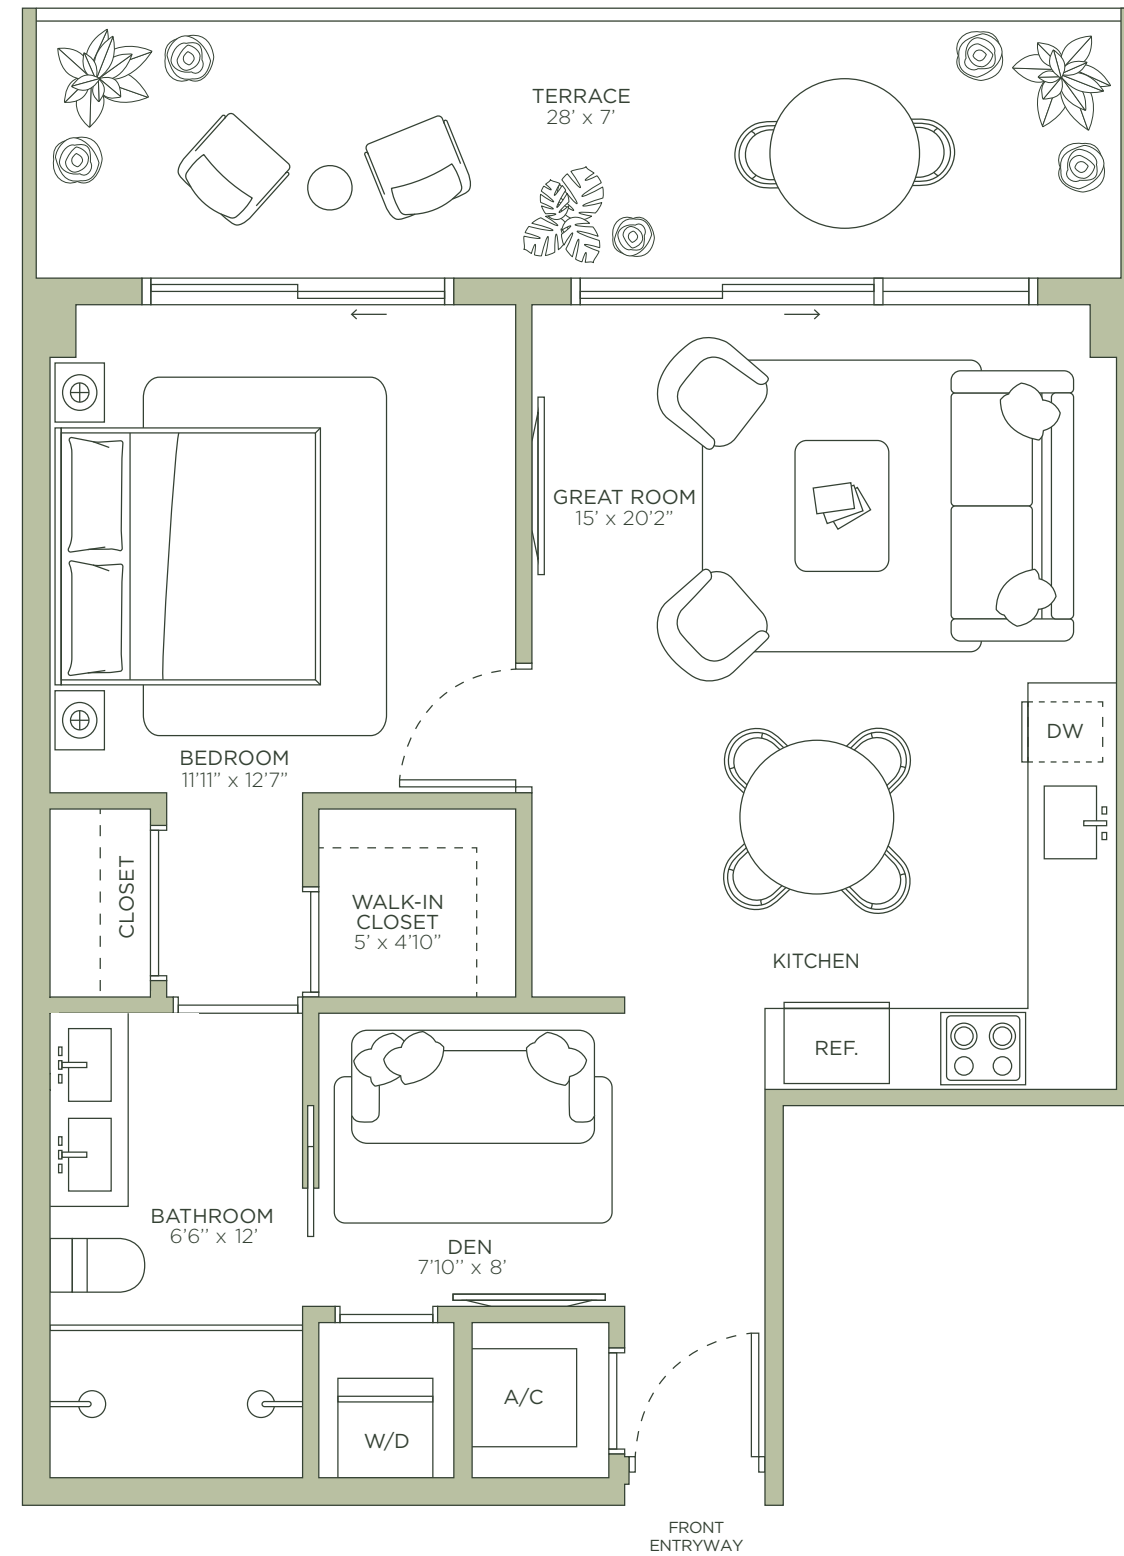 TERRACE
28’ x 7’
GREAT ROOM
15’ x 20’2”
DW
BEDROOM
11’11” x 12’7”
CLOSET
WALK-IN
CLOSET
5’ x 4’10”
KITCHEN
REF.
BATHROOM
6’6’’ x 12’
DEN
7’10’’ x 8’
A/C
W/D
FRONT
ENTRYWAY